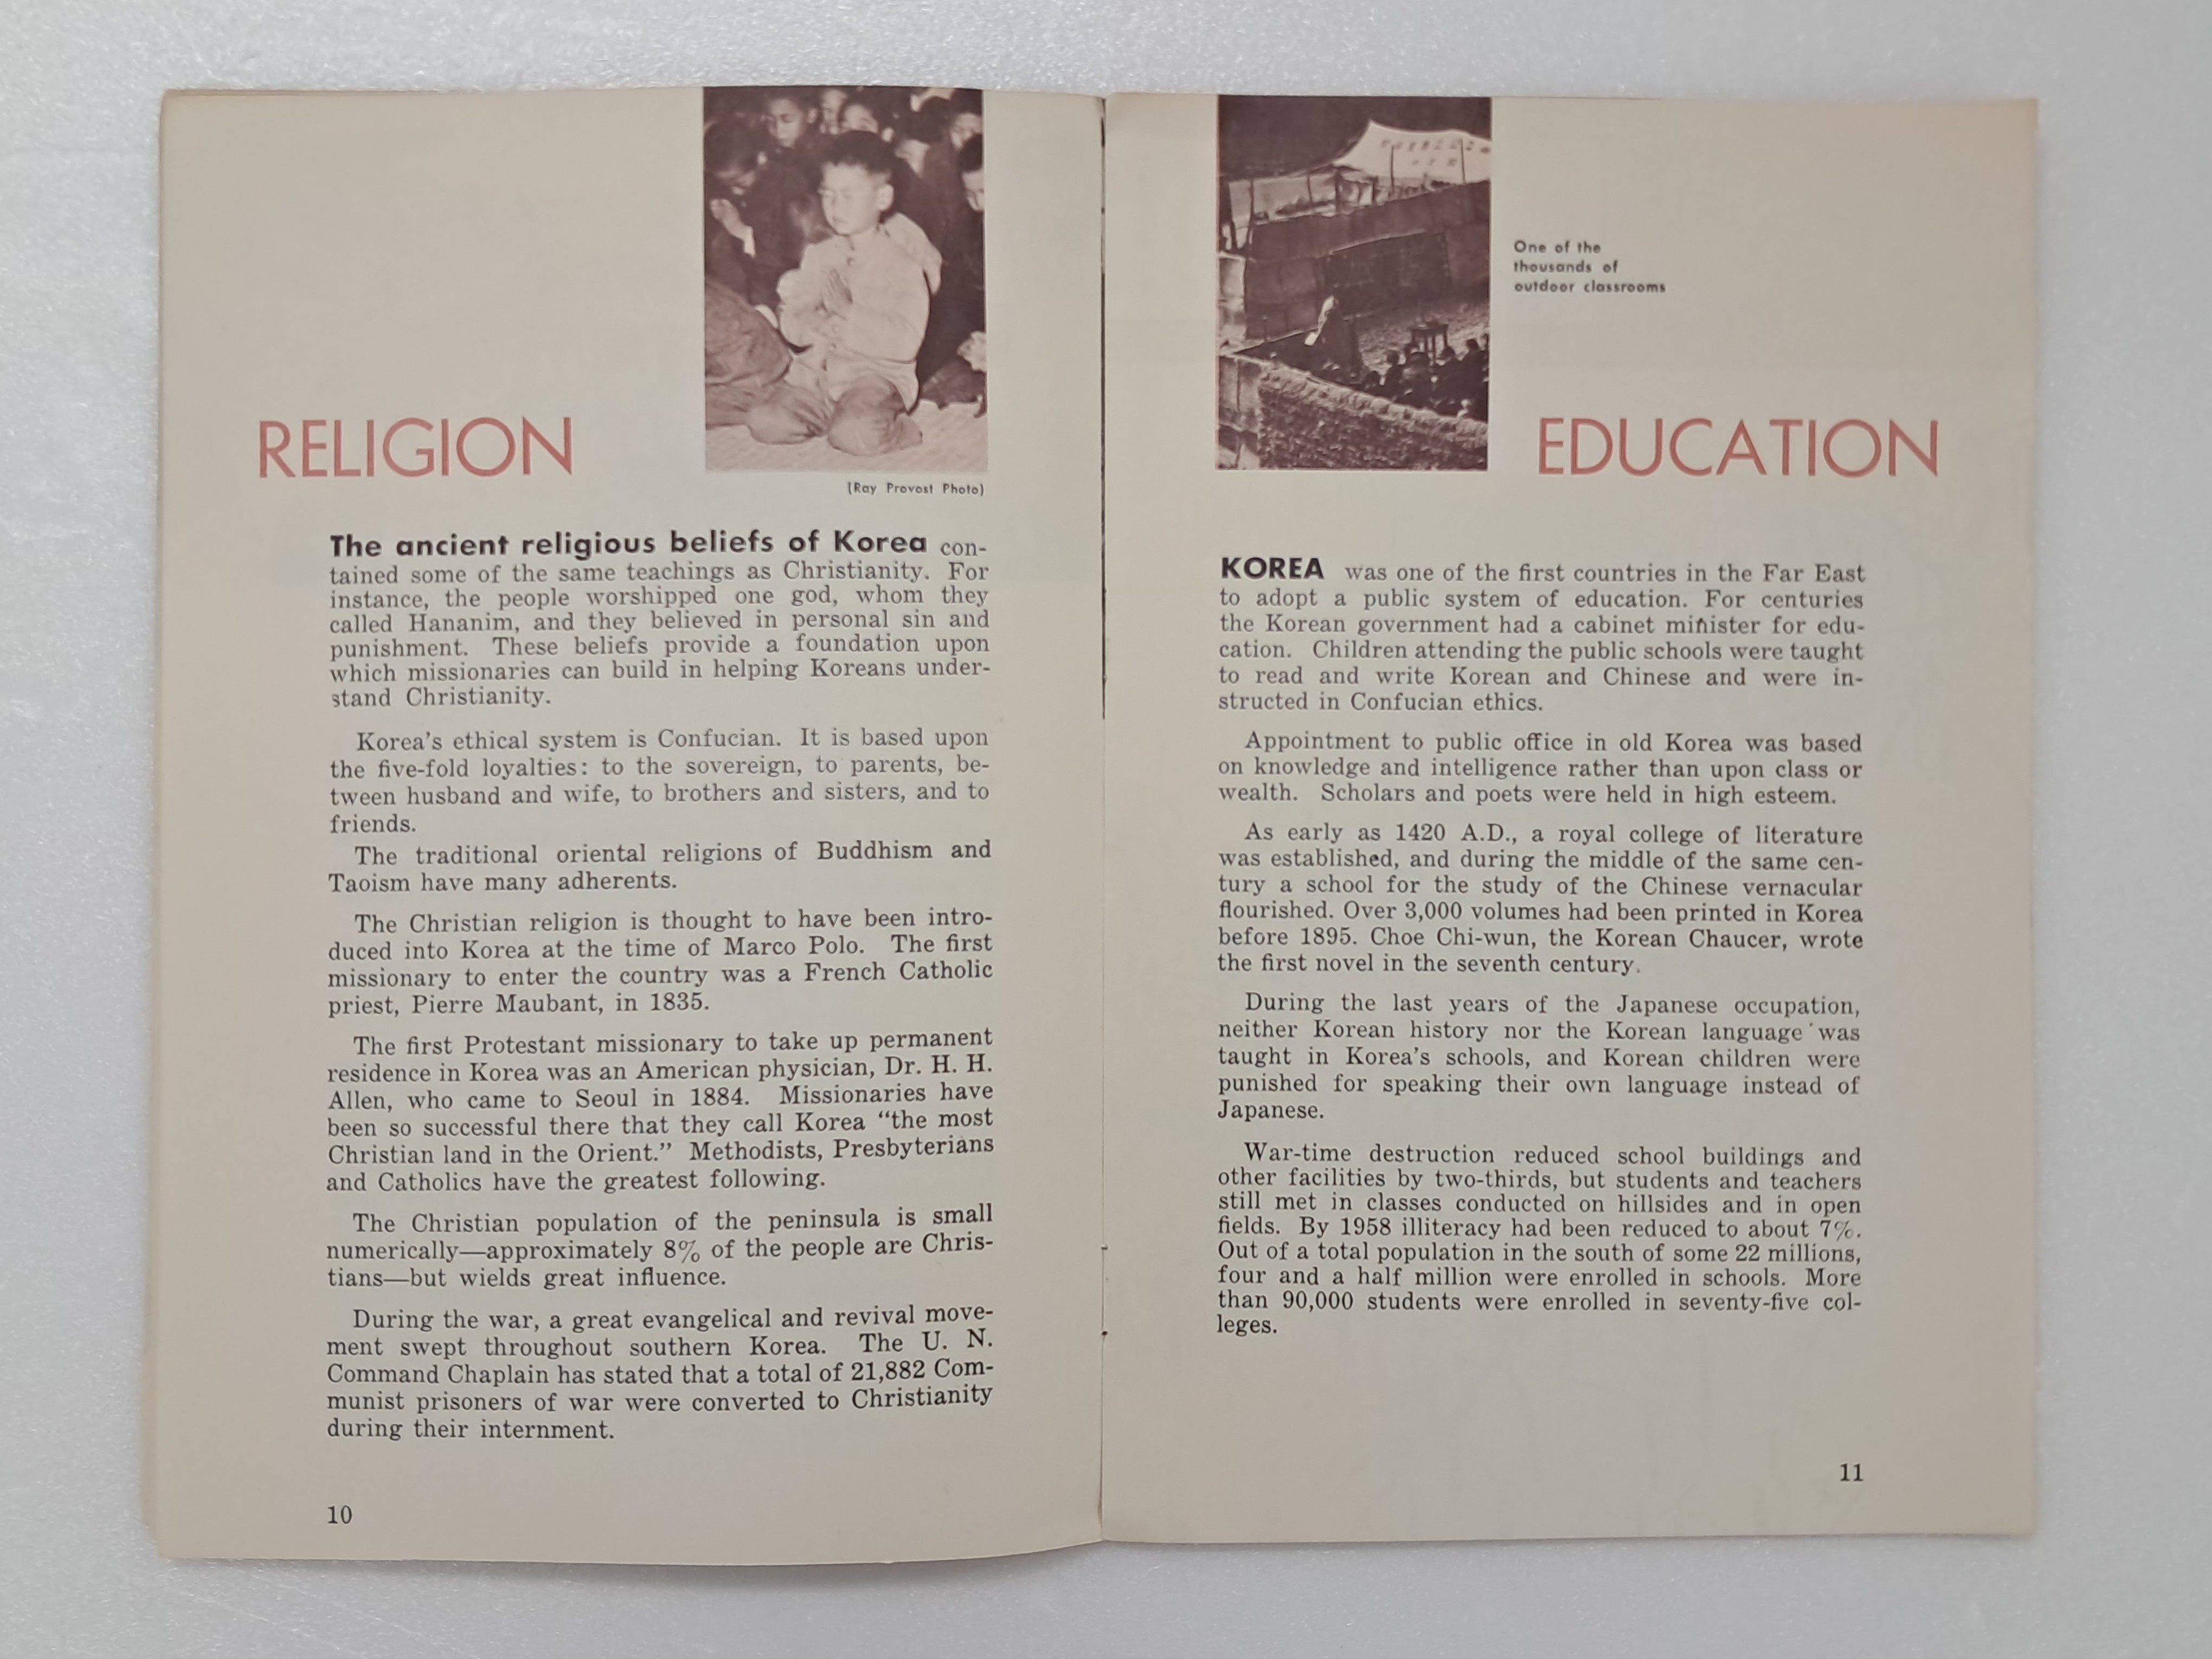 RELIGION
(Ray Provost Photo)
The ancient religious beliefs of Korea con-
tained some of the same teachings as Christianity. For
instance, the people worshipped one god, whom they
called Hananim, and they believed in personal sin and
punishment. These beliefs provide a foundation upon
which missionaries can build in helping Koreans under-
stand Christianity.
Korea's ethical system is Confucian. It is based upon
the five-fold loyalties: to the sovereign, to parents, be-
tween husband and wife, to brothers and sisters, and to
friends.
The traditional oriental religions of Buddhism and
Taoism have many adherents.
The Christian religion is thought to have been intro-
duced into Korea at the time of Marco Polo. The first
missionary to enter the country was a French Catholic
priest, Pierre Maubant, in 1835.
The first Protestant missionary to take up permanent
residence in Korea was an American physician, Dr. H. H.
Allen, who came to Seoul in 1884. Missionaries have
been so successful there that they call Korea "the most
Christian land in the Orient." Methodists, Presbyterians
and Catholics have the greatest following.
The Christian population of the peninsula is small
numerically—approximately 8% of the people are Chris-
tians—but wields great influence.
During the war, a great evangelical and revival move-
ment swept throughout southern Korea. The U. N.
Command Chaplain has stated that a total of 21,882 Com-
munist prisoners of war were converted to Christianity
during their internment.
10
One of the
thousands of
outdoor classrooms
EDUCATION
KOREA was one of the first countries in the Far East
to adopt a public system of education. For centuries
the Korean government had a cabinet minister for edu-
cation. Children attending the public schools were taught
to read and write Korean and Chinese and were in-
structed in Confucian ethics.
Appointment to public office in old Korea was based
on knowledge and intelligence rather than upon class or
wealth. Scholars and poets were held in high esteem.
As early as 1420 A.D., a royal college of literature
was established, and during the middle of the same cen-
tury a school for the study of the Chinese vernacular
flourished. Over 3,000 volumes had been printed in Korea
before 1895. Choe Chi-wun, the Korean Chaucer, wrote
the first novel in the seventh century.
During the last years of the Japanese occupation,
neither Korean history nor the Korean language was
taught in Korea's schools, and Korean children were
punished for speaking their own language instead of
Japanese.
War-time destruction reduced school buildings and
other facilities by two-thirds, but students and teachers
still met in classes conducted on hillsides and in open
fields. By 1958 illiteracy had been reduced to about 7%.
Out of a total population in the south of some 22 millions,
four and a half million were enrolled in schools. More
than 90,000 students were enrolled in seventy-five col-
leges.
11